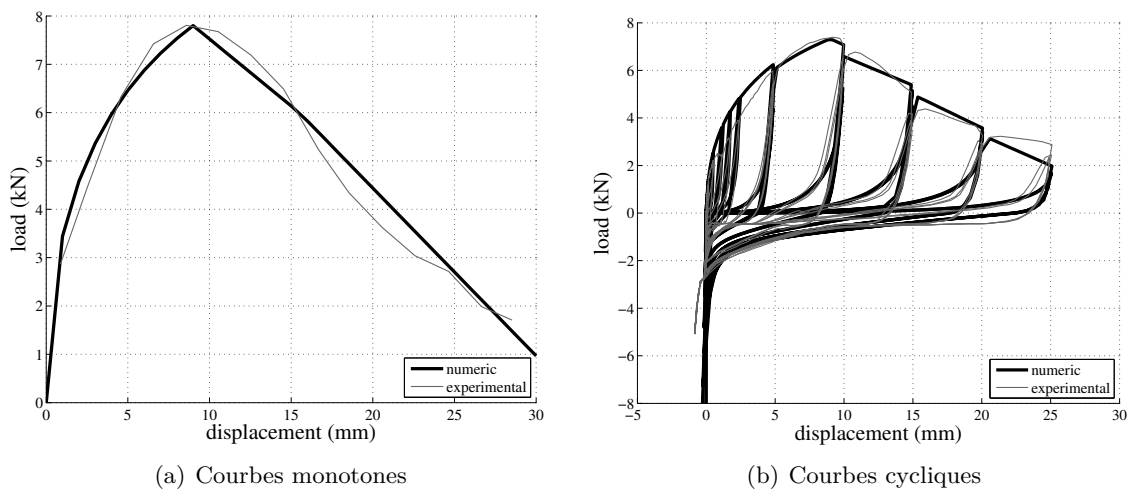 8
7
6
5
4
3
2
1
0
load (kN)
0 5 10 15 20 25 30
displacement (mm)
numeric
experimental
(a) Courbes monotones
8
6
4
2
0
−2
−4
−6
−8
load (kN)
−5 0 5 10 15 20 25 30
displacement (mm)
numeric
experimental
(b) Courbes cycliques